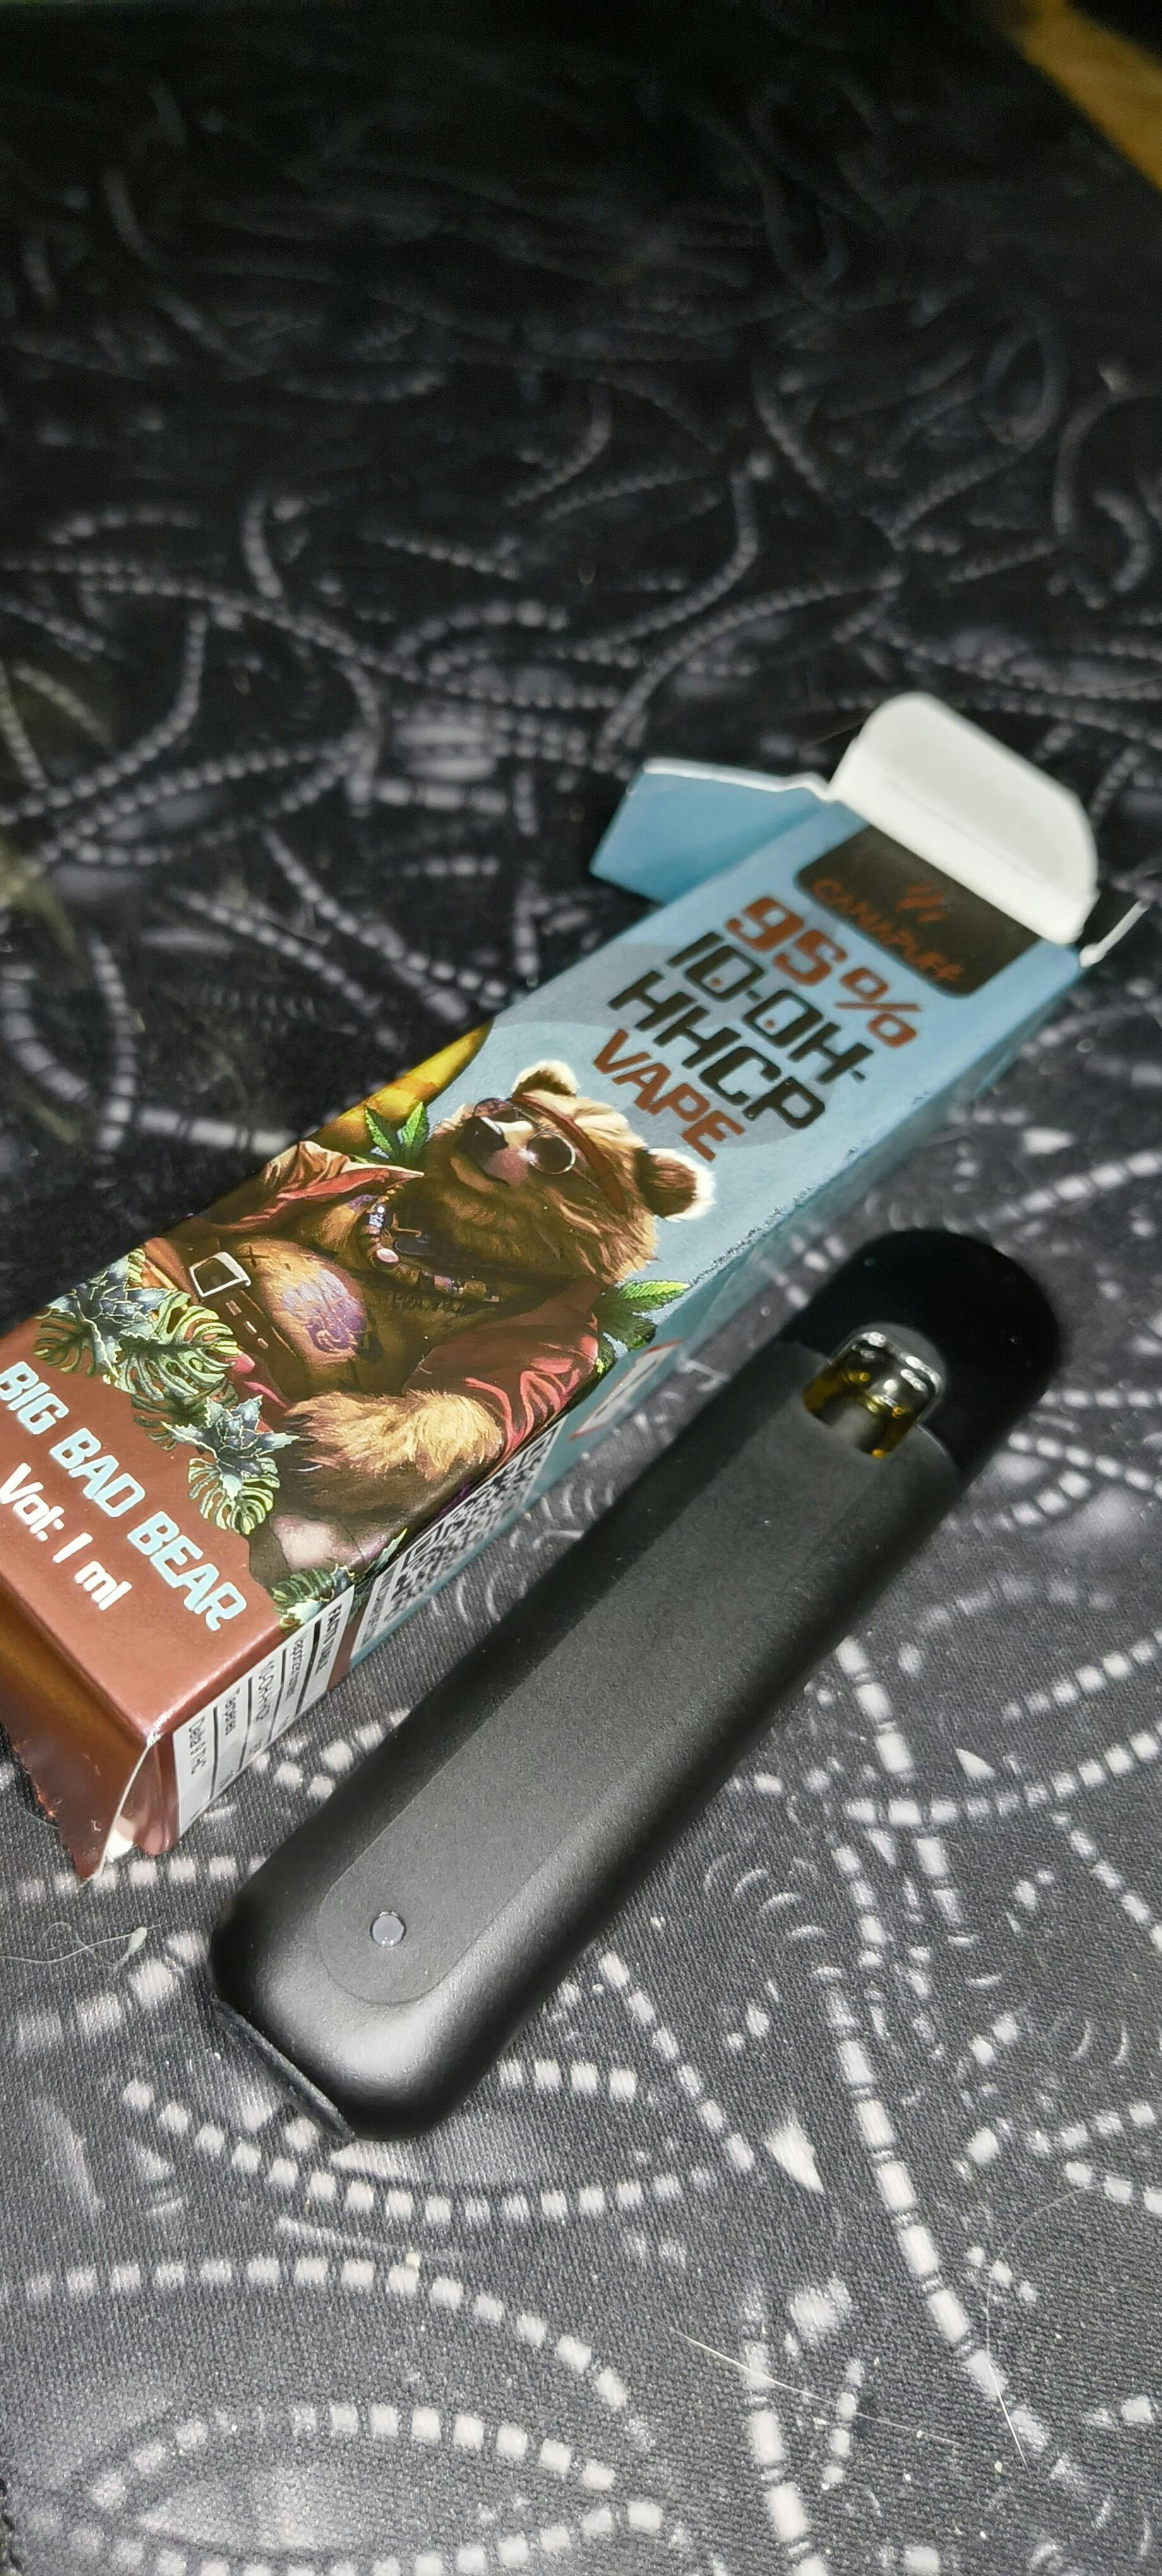 CANAPUFF
95%
10-OH-
HHCP
VAPE
BIG BAD BEAR
Vol: 1 ml